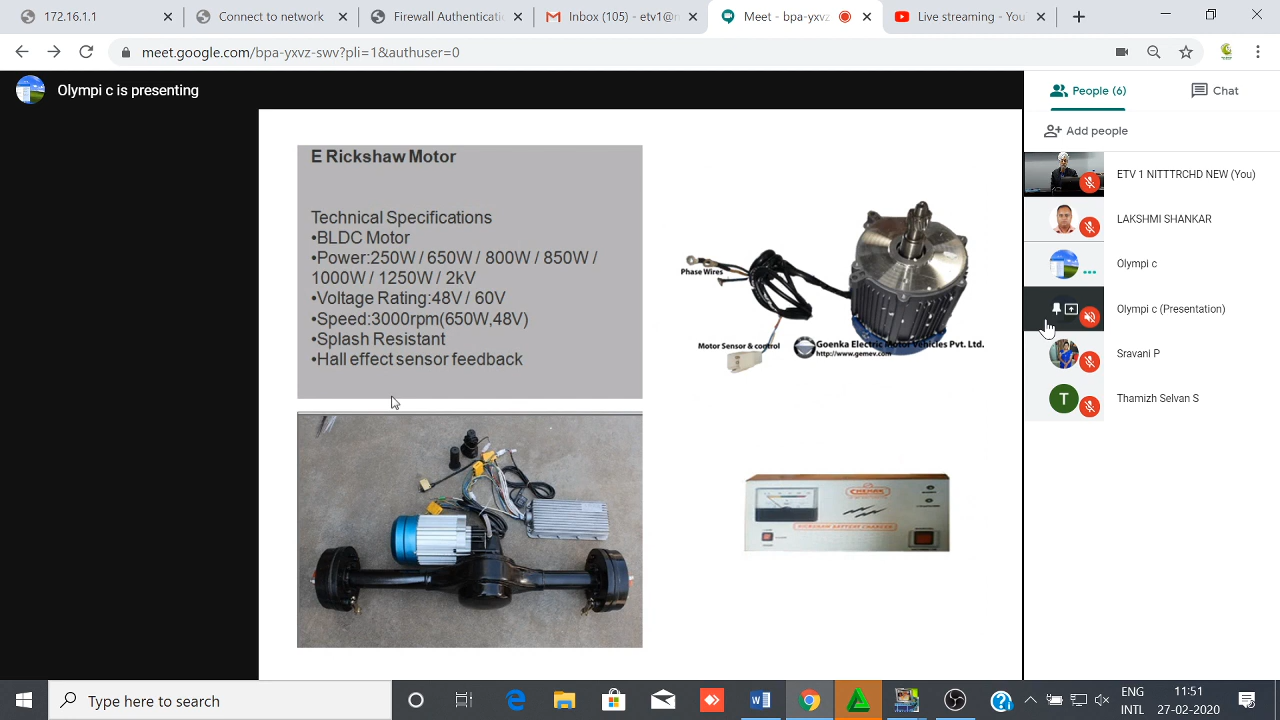 172.16.1.1
Connect to network
Firewall Authenticati
Inbox (105) - etv1@n
Meet - bpa-yxvz
Live streaming - You
meet.google.com/bpa-yxvz-swv?pli=1&authuser=0
Olympi c is presenting
People (6)
Chat
Add people
ETV 1 NITTTRCHD NEW (You)
LAKSHMI SHANKAR
Olympi c
Olympi c (Presentation)
Sravani P
T
Thamizh Selvan S
E Rickshaw Motor
Technical Specifications
•BLDC Motor
•Power:250W / 650W / 800W / 850W /
1000W / 1250W / 2kV
•Voltage Rating:48V / 60V
•Speed:3000rpm(650W,48V)
•Splash Resistant
•Hall effect sensor feedback
Phase Wires
Motor Sensor & control
Goenka Electric Motor Vehicles Pvt. Ltd.
http://www.gemev.com
RICKSHAW BATTERY CHARGER
Type here to search
ENG
INTL
11:51
27-02-2020